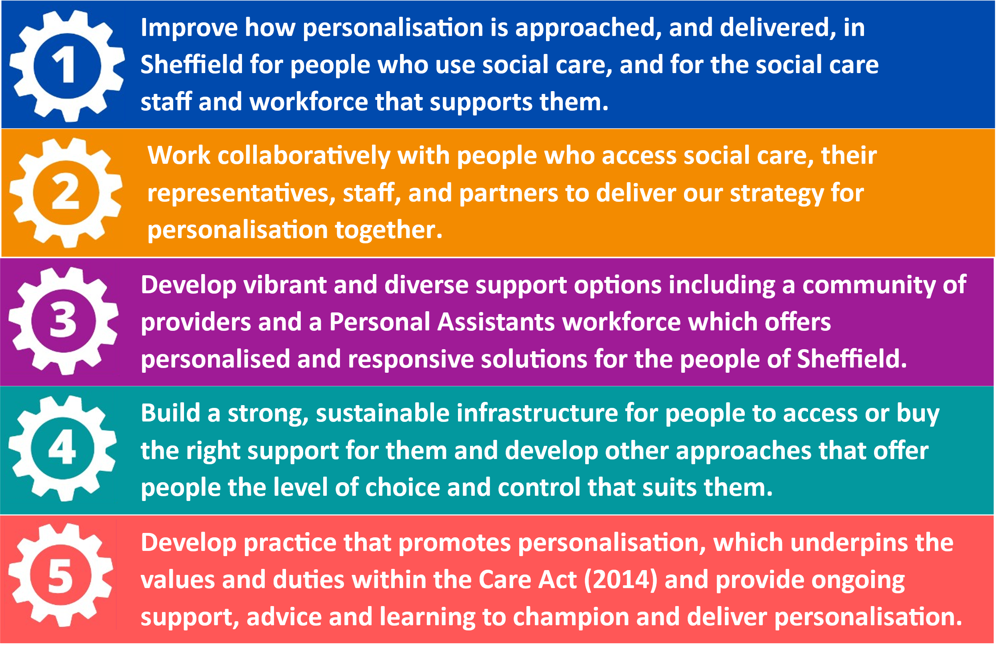 1
Improve how personalisation is approached, and delivered, in
Sheffield for people who use social care, and for the social care
staff and workforce that supports them.
2
Work collaboratively with people who access social care, their
representatives, staff, and partners to deliver our strategy for
personalisation together.
3
Develop vibrant and diverse support options including a community of
providers and a Personal Assistants workforce which offers
personalised and responsive solutions for the people of Sheffield.
4
Build a strong, sustainable infrastructure for people to access or buy
the right support for them and develop other approaches that offer
people the level of choice and control that suits them.
5
Develop practice that promotes personalisation, which underpins the
values and duties within the Care Act (2014) and provide ongoing
support, advice and learning to champion and deliver personalisation.